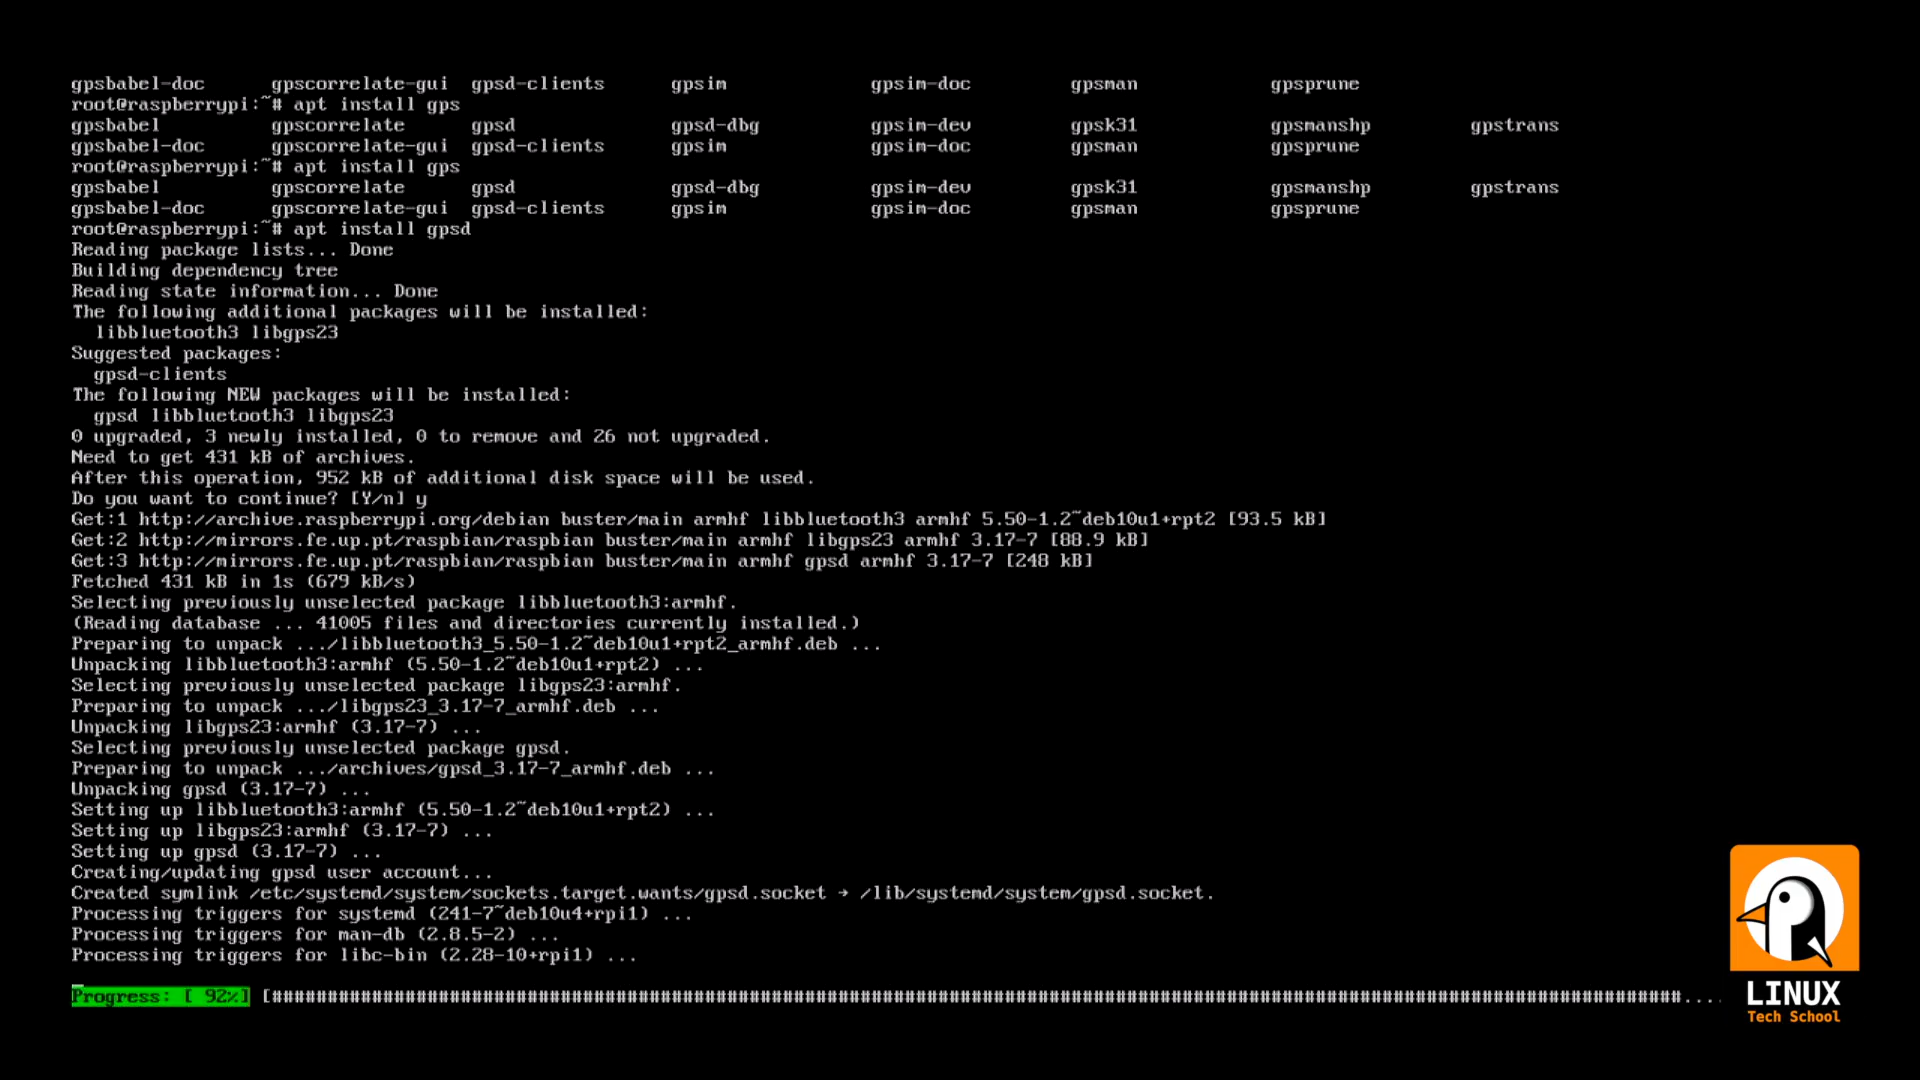 gpsbabel-doc      gpscorrelate-gui  gpsd-clients      gpsim             gpsim-doc         gpsman            gpsprune
root@raspberrypi:~# apt install gps
gpsbabel          gpscorrelate      gpsd              gpsd-dbg          gpsim-dev         gpsk31            gpsmanshp         gpstrans
gpsbabel-doc      gpscorrelate-gui  gpsd-clients      gpsim             gpsim-doc         gpsman            gpsprune
root@raspberrypi:~# apt install gps
gpsbabel          gpscorrelate      gpsd              gpsd-dbg          gpsim-dev         gpsk31            gpsmanshp         gpstrans
gpsbabel-doc      gpscorrelate-gui  gpsd-clients      gpsim             gpsim-doc         gpsman            gpsprune
root@raspberrypi:~# apt install gpsd
Reading package lists... Done
Building dependency tree
Reading state information... Done
The following additional packages will be installed:
  libbluetooth3 libgps23
Suggested packages:
  gpsd-clients
The following NEW packages will be installed:
  gpsd libbluetooth3 libgps23
0 upgraded, 3 newly installed, 0 to remove and 26 not upgraded.
Need to get 431 kB of archives.
After this operation, 952 kB of additional disk space will be used.
Do you want to continue? [Y/n] y
Get:1 http://archive.raspberrypi.org/debian buster/main armhf libbluetooth3 armhf 5.50-1.2~deb10u1+rpt2 [93.5 kB]
Get:2 http://mirrors.fe.up.pt/raspbian/raspbian buster/main armhf libgps23 armhf 3.17-7 [88.9 kB]
Get:3 http://mirrors.fe.up.pt/raspbian/raspbian buster/main armhf gpsd armhf 3.17-7 [248 kB]
Fetched 431 kB in 1s (679 kB/s)
Selecting previously unselected package libbluetooth3:armhf.
(Reading database ... 41005 files and directories currently installed.)
Preparing to unpack .../libbluetooth3_5.50-1.2~deb10u1+rpt2_armhf.deb ...
Unpacking libbluetooth3:armhf (5.50-1.2~deb10u1+rpt2) ...
Selecting previously unselected package libgps23:armhf.
Preparing to unpack .../libgps23_3.17-7_armhf.deb ...
Unpacking libgps23:armhf (3.17-7) ...
Selecting previously unselected package gpsd.
Preparing to unpack .../archives/gpsd_3.17-7_armhf.deb ...
Unpacking gpsd (3.17-7) ...
Setting up libbluetooth3:armhf (5.50-1.2~deb10u1+rpt2) ...
Setting up libgps23:armhf (3.17-7) ...
Setting up gpsd (3.17-7) ...
Creating/updating gpsd user account...
Created symlink /etc/systemd/system/sockets.target.wants/gpsd.socket → /lib/systemd/system/gpsd.socket.
Processing triggers for systemd (241-7~deb10u4+rpi1) ...
Processing triggers for man-db (2.8.5-2) ...
Processing triggers for libc-bin (2.28-10+rpi1) ...
Progress: [ 92%] [###############################################################################################################################....
LINUX
Tech School